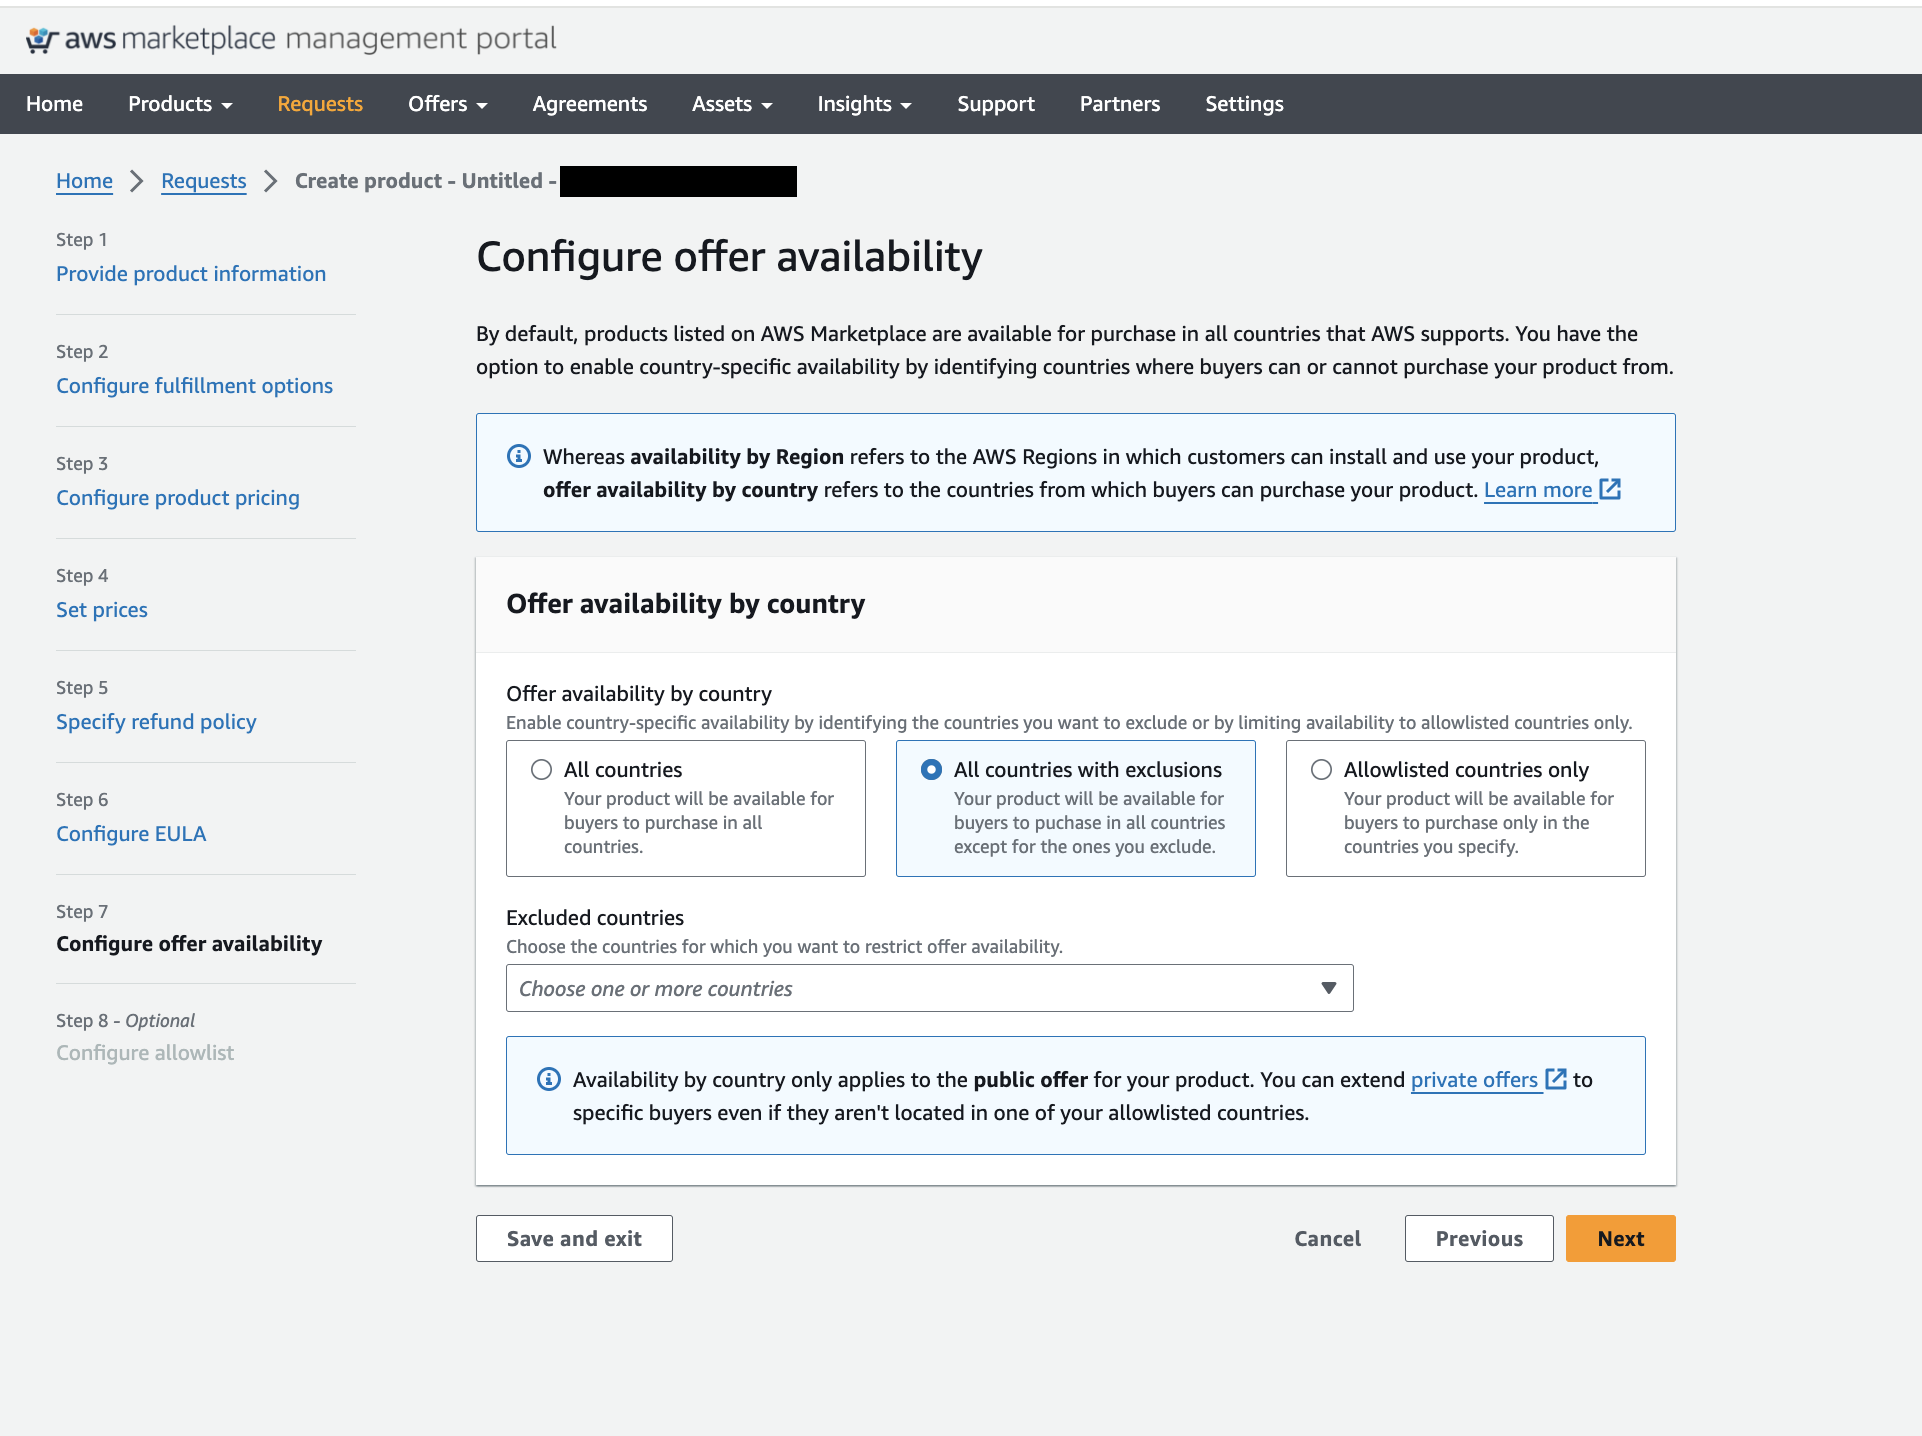 aws marketplace management portal
Home Products Requests Offers Agreements Assets Insights Support Partners Settings
Home Requests Create product - Untitled -
Step 1
Provide product information
Step 2
Configure fulfillment options
Step 3
Configure product pricing
Step 4
Set prices
Step 5
Specify refund policy
Step 6
Configure EULA
Step 7
Configure offer availability
Step 8 - Optional
Configure allowlist
Configure offer availability
By default, products listed on AWS Marketplace are available for purchase in all countries that AWS supports. You have the
option to enable country-specific availability by identifying countries where buyers can or cannot purchase your product from.
Whereas availability by Region refers to the AWS Regions in which customers can install and use your product,
offer availability by country refers to the countries from which buyers can purchase your product. Learn more
Offer availability by country
Offer availability by country
Enable country-specific availability by identifying the countries you want to exclude or by limiting availability to allowlisted countries only.
All countries
Your product will be available for
buyers to purchase in all
countries.
All countries with exclusions
Your product will be available for
buyers to puchase in all countries
except for the ones you exclude.
Allowlisted countries only
Your product will be available for
buyers to purchase only in the
countries you specify.
Excluded countries
Choose the countries for which you want to restrict offer availability.
Choose one or more countries
Availability by country only applies to the public offer for your product. You can extend private offers to
specific buyers even if they aren't located in one of your allowlisted countries.
Save and exit Cancel Previous Next